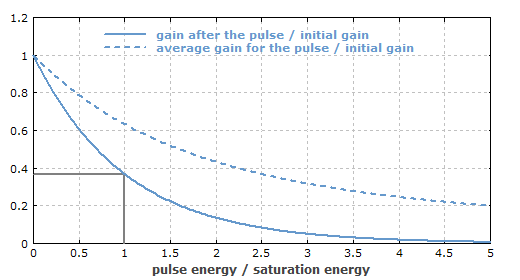 1.2
gain after the pulse / initial gain
average gain for the pulse / initial gain
1
0.8
0.6
0.4
0.2
0
0 0.5 1 1.5 2 2.5 3 3.5 4 4.5 5
pulse energy / saturation energy